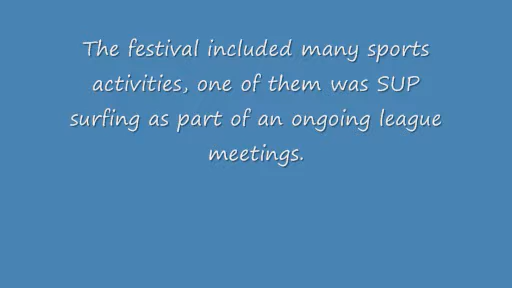 The festival included many sports
activities, one of them was SUP
surfing as part of an ongoing league
meetings.